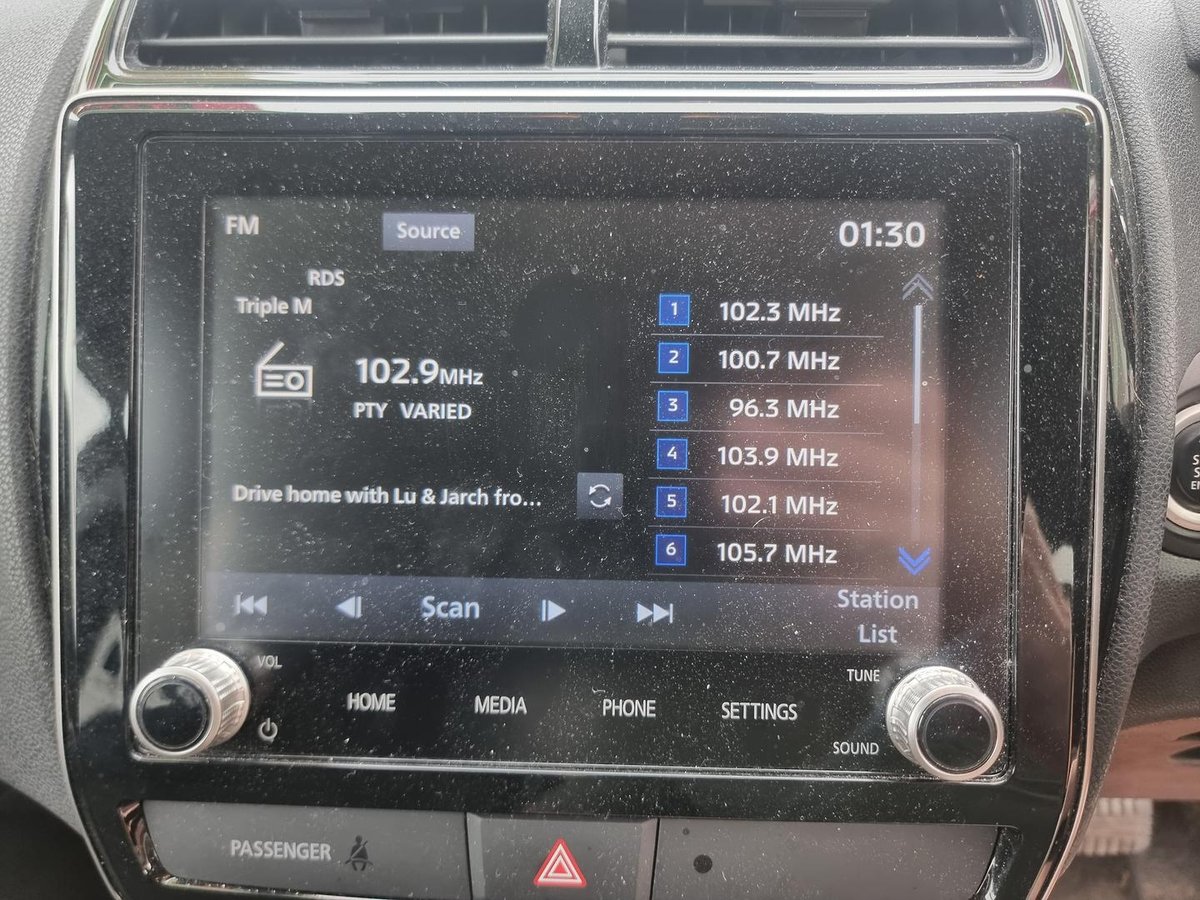 FM
Source
01:30
RDS
Triple M
102.9MHz
PTY VARIED
Drive home with Lu & Jarch fro...
1 102.3 MHz
2 100.7 MHz
3 96.3 MHz
4 103.9 MHz
5 102.1 MHz
6 105.7 MHz
Scan
Station
List
VOL
HOME
MEDIA
PHONE
SETTINGS
TUNE
SOUND
PASSENGER